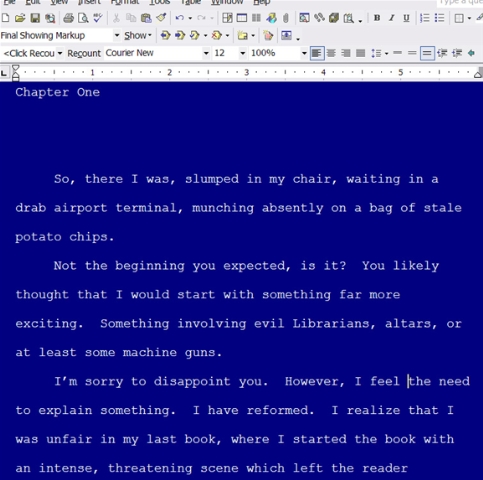 File Edit View Insert Format Tools Table Window Help
Final Showing Markup Show
<Click Recou Recount Courier New 12 100%
1 2 3 4 5
Chapter One
So, there I was, slumped in my chair, waiting in a
drab airport terminal, munching absently on a bag of stale
potato chips.
Not the beginning you expected, is it? You likely
thought that I would start with something far more
exciting. Something involving evil Librarians, altars, or
at least some machine guns.
I'm sorry to disappoint you. However, I feel the need
to explain something. I have reformed. I realize that I
was unfair in my last book, where I started the book with
an intense, threatening scene which left the reader